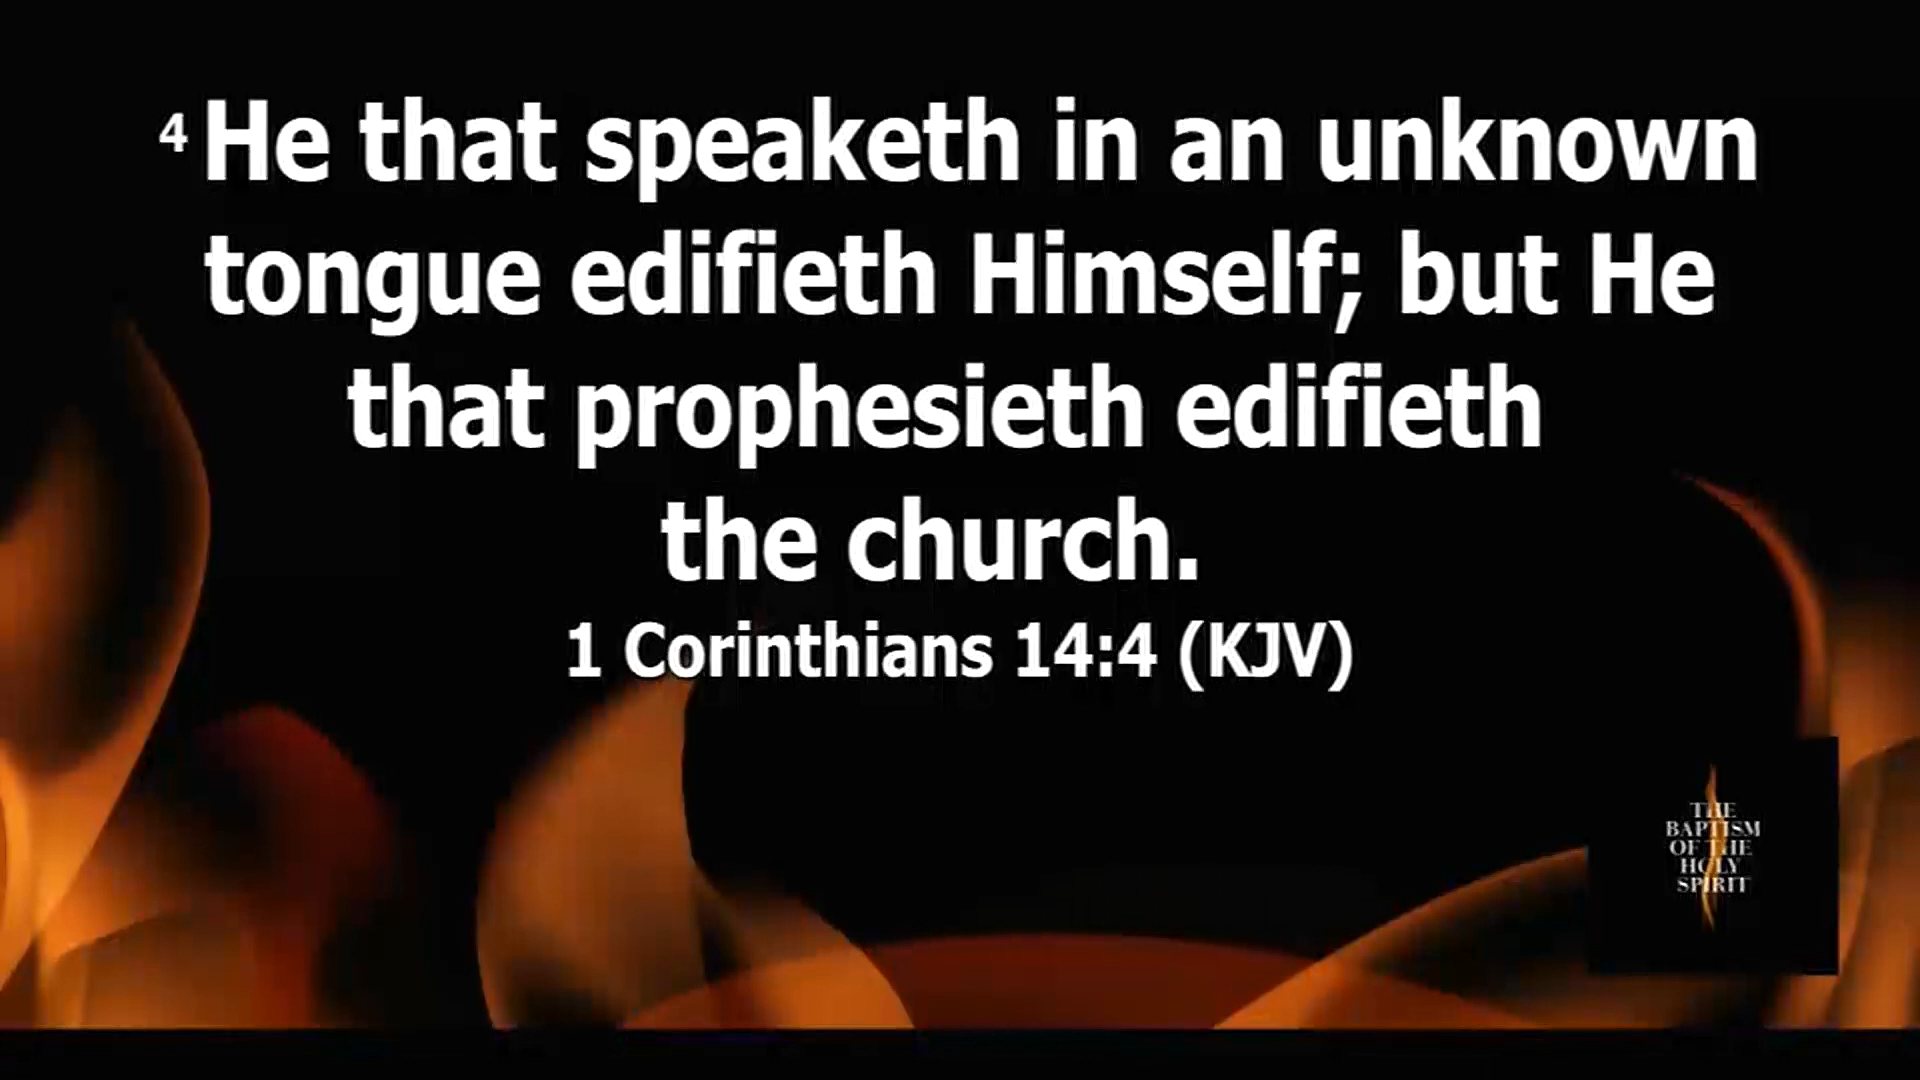 4 He that speaketh in an unknown
tongue edifieth Himself; but He
that prophesieth edifieth
the church.
1 Corinthians 14:4 (KJV)
THE
BAPTISM
OF THE
HOLY
SPIRIT